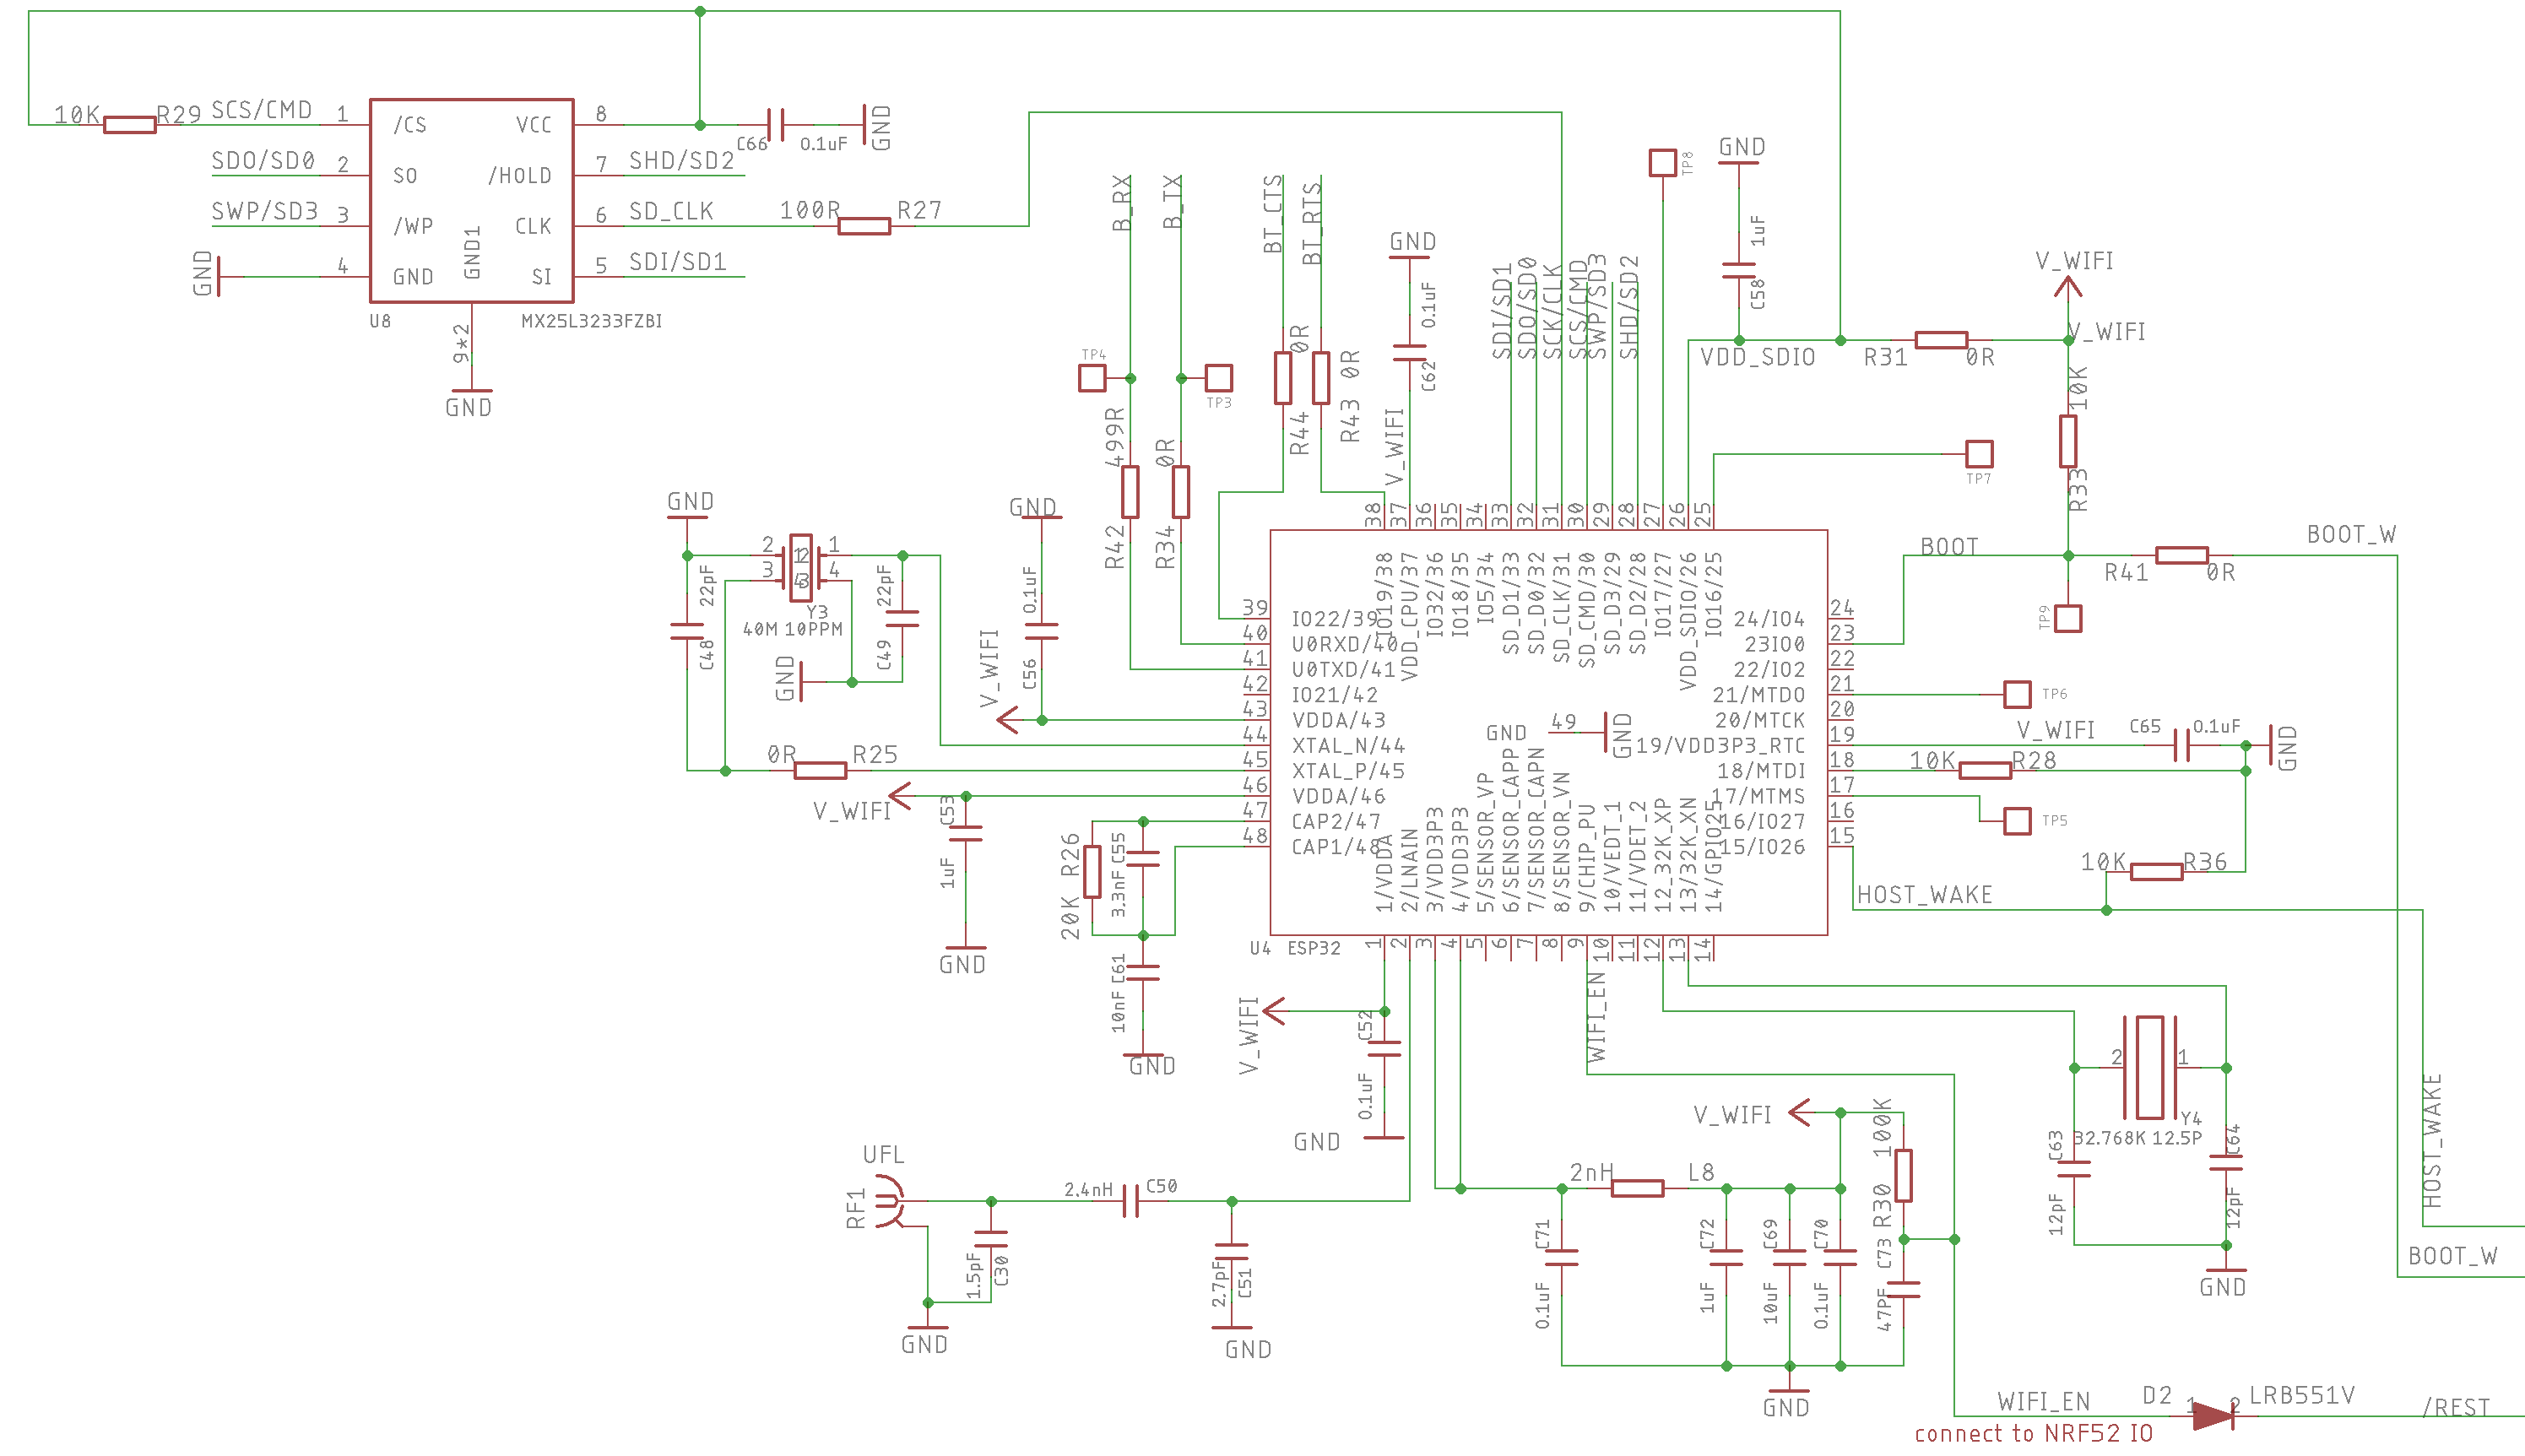 10K R29 SCS/CMD 1 /CS VCC 8 C66 0.1uF GND
SDO/SD0 2 SO /HOLD 7 SHD/SD2
SWP/SD3 3 /WP CLK 6 SD_CLK 100R R27
GND 4 GND SI 5 SDI/SD1
GND1
9*2
U8 MX25L3233FZBI
GND
B_RX
B_TX
BT_CTS
BT_RTS
TP4
TP3
499R
R42
0R
R34
0R
R44
0R
R43
GND
0.1uF
C62
V_WIFI
SDI/SD1
SDO/SD0
SCK/CLK
SCS/CMD
SWP/SD3
SHD/SD2
TP8
GND
1uF
C58
VDD_SDIO
R31 0R
V_WIFI
V_WIFI
10K
R33
TP7
BOOT
R41 0R
BOOT_W
TP9
GND
22pF
C48
2 1
3 4
12
43
Y3
40M 10PPM
22pF
C49
GND
GND
0.1uF
C56
V_WIFI
0R R25
V_WIFI
C53
1uF
GND
R26
20K
C55
3.3nF
C61
10nF
GND
38 37 36 35 34 33 32 31 30 29 28 27 26 25
IO19/38
VDD_CPU/37
IO32/36
IO18/35
IO5/34
SD_D1/33
SD_D0/32
SD_CLK/31
SD_CMD/30
SD_D3/29
SD_D2/28
IO17/27
VDD_SDIO/26
IO16/25
39 IO22/39
40 U0RXD/40
41 U0TXD/41
42 IO21/42
43 VDDA/43
44 XTAL_N/44
45 XTAL_P/45
46 VDDA/46
47 CAP2/47
48 CAP1/48
GND 49 GND
24/IO4 24
23IO0 23
22/IO2 22
21/MTDO 21
20/MTCK 20
19/VDD3P3_RTC 19
18/MTDI 18
17/MTMS 17
16/IO27 16
15/IO26 15
1/VDDA
2/LNAIN
3/VDD3P3
4/VDD3P3
5/SENSOR_VP
6/SENSOR_CAPP
7/SENSOR_CAPN
8/SENSOR_VN
9/CHIP_PU
10/VEDT_1
11/VDET_2
12_32K_XP
13/32K_XN
14/GPIO25
U4 ESP32
1 2 3 4 5 6 7 8 9 10 11 12 13 14
TP6
V_WIFI C65 0.1uF GND
10K R28
TP5
10K R36
HOST_WAKE
V_WIFI
C52
0.1uF
GND
WIFI_EN
2 1
Y4
32.768K 12.5P
C63
12pF
C64
12pF
GND
HOST_WAKE
BOOT_W
UFL
RF1
1.5pF
C30
GND
2.4nH C50
2.7pF
C51
GND
V_WIFI
2nH L8
100K
R30
C71
0.1uF
C72
1uF
C69
10uF
C70
0.1uF
C73
47PF
GND
WIFI_EN D2 1 2 LRB551V /REST
connect to NRF52 IO